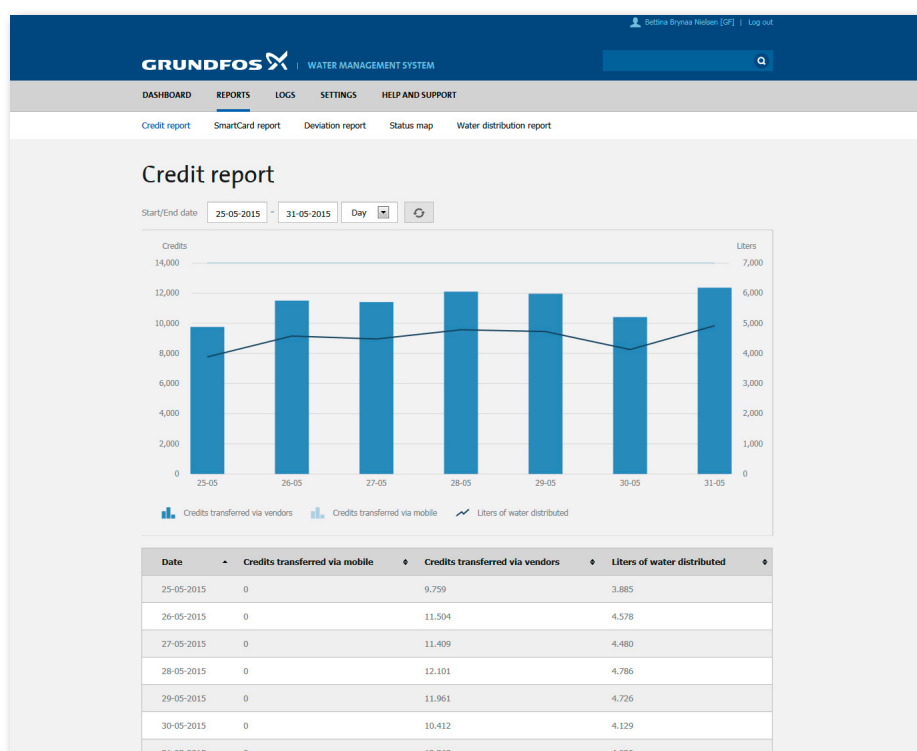 Bettina Brynaa Nielsen [GF] | Log out
GRUNDFOS | WATER MANAGEMENT SYSTEM
DASHBOARD REPORTS LOGS SETTINGS HELP AND SUPPORT
Credit report SmartCard report Deviation report Status map Water distribution report
Credit report
Start/End date 25-05-2015 - 31-05-2015 Day
Credits Liters
14,000 7,000
12,000 6,000
10,000 5,000
8,000 4,000
6,000 3,000
4,000 2,000
2,000 1,000
0 0
25-05 26-05 27-05 28-05 29-05 30-05 31-05
Credits transferred via vendors Credits transferred via mobile Liters of water distributed
Date Credits transferred via mobile Credits transferred via vendors Liters of water distributed
25-05-2015 0 9.759 3.885
26-05-2015 0 11.504 4.578
27-05-2015 0 11.409 4.480
28-05-2015 0 12.101 4.786
29-05-2015 0 11.961 4.726
30-05-2015 0 10.412 4.129